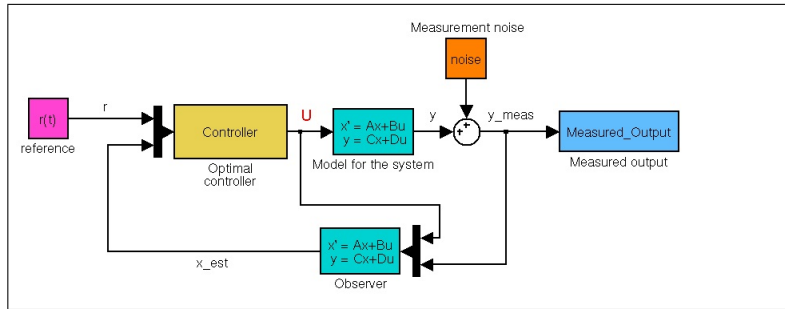 Measurement noise
noise
r
r(t)
reference
Controller
Optimal
controller
U
x' = Ax+Bu
y = Cx+Du
Model for the system
y
+
+
y_meas
Measured_Output
Measured output
x' = Ax+Bu
y = Cx+Du
Observer
x_est